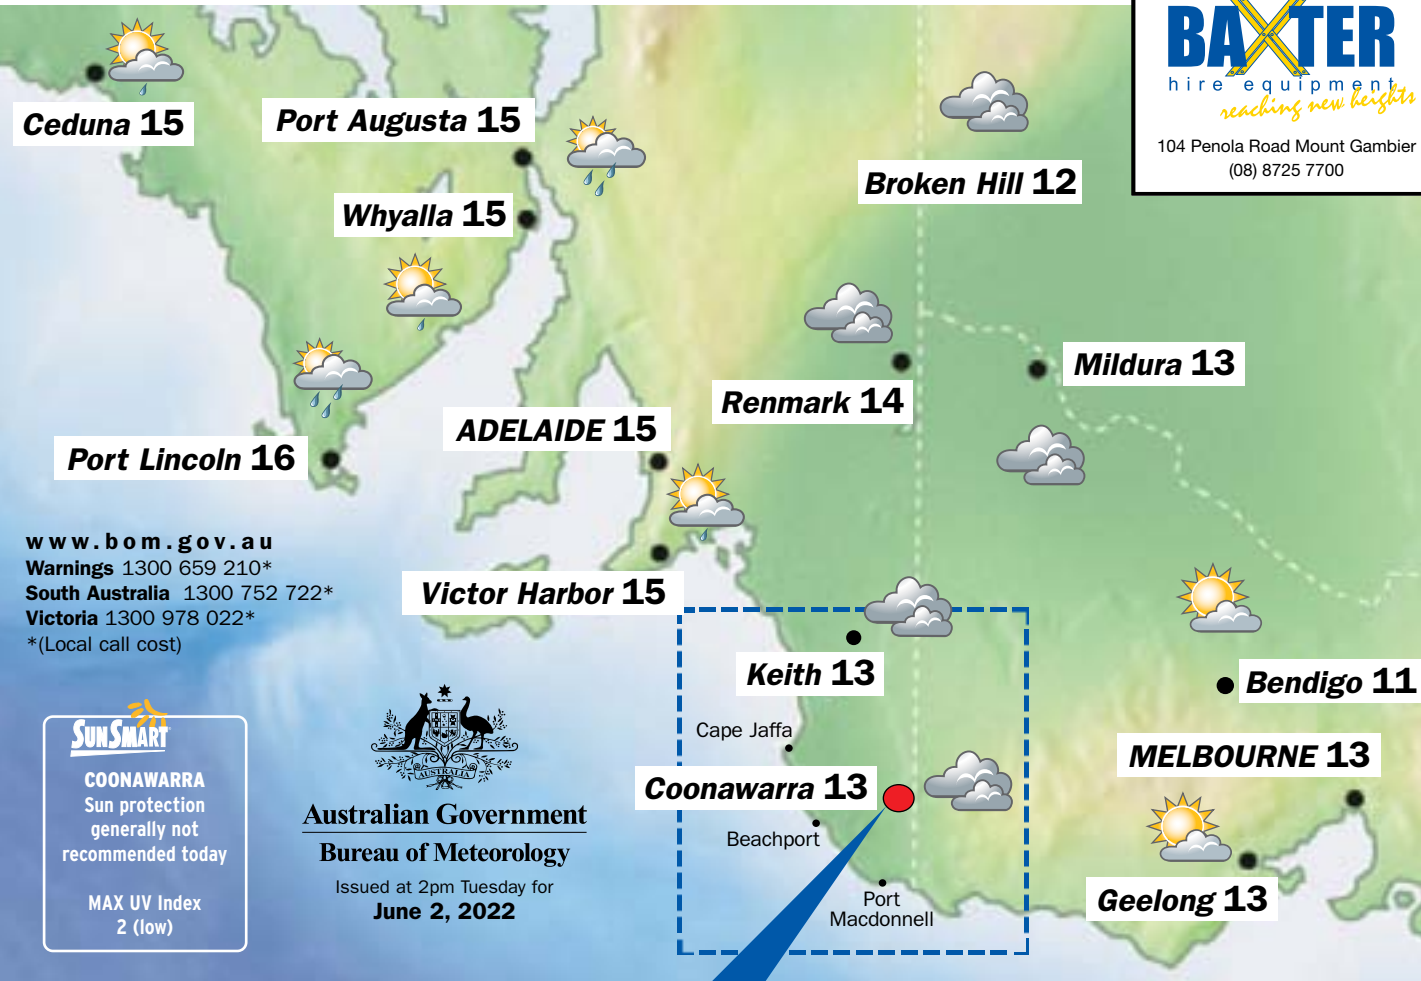 BAXTER
hire equipment
reaching new heights
104 Penola Road Mount Gambier
(08) 8725 7700
Ceduna 15
Port Augusta 15
Broken Hill 12
Whyalla 15
Mildura 13
Renmark 14
ADELAIDE 15
Port Lincoln 16
www.bom.gov.au
Warnings 1300 659 210*
South Australia 1300 752 722*
Victoria 1300 978 022*
*(Local call cost)
Victor Harbor 15
Keith 13
Bendigo 11
Cape Jaffa
MELBOURNE 13
Coonawarra 13
Beachport
Geelong 13
Port
Macdonnell
SUNSMART
COONAWARRA
Sun protection
generally not
recommended today
MAX UV Index
2 (low)
AUSTRALIA
Australian Government
Bureau of Meteorology
Issued at 2pm Tuesday for
June 2, 2022